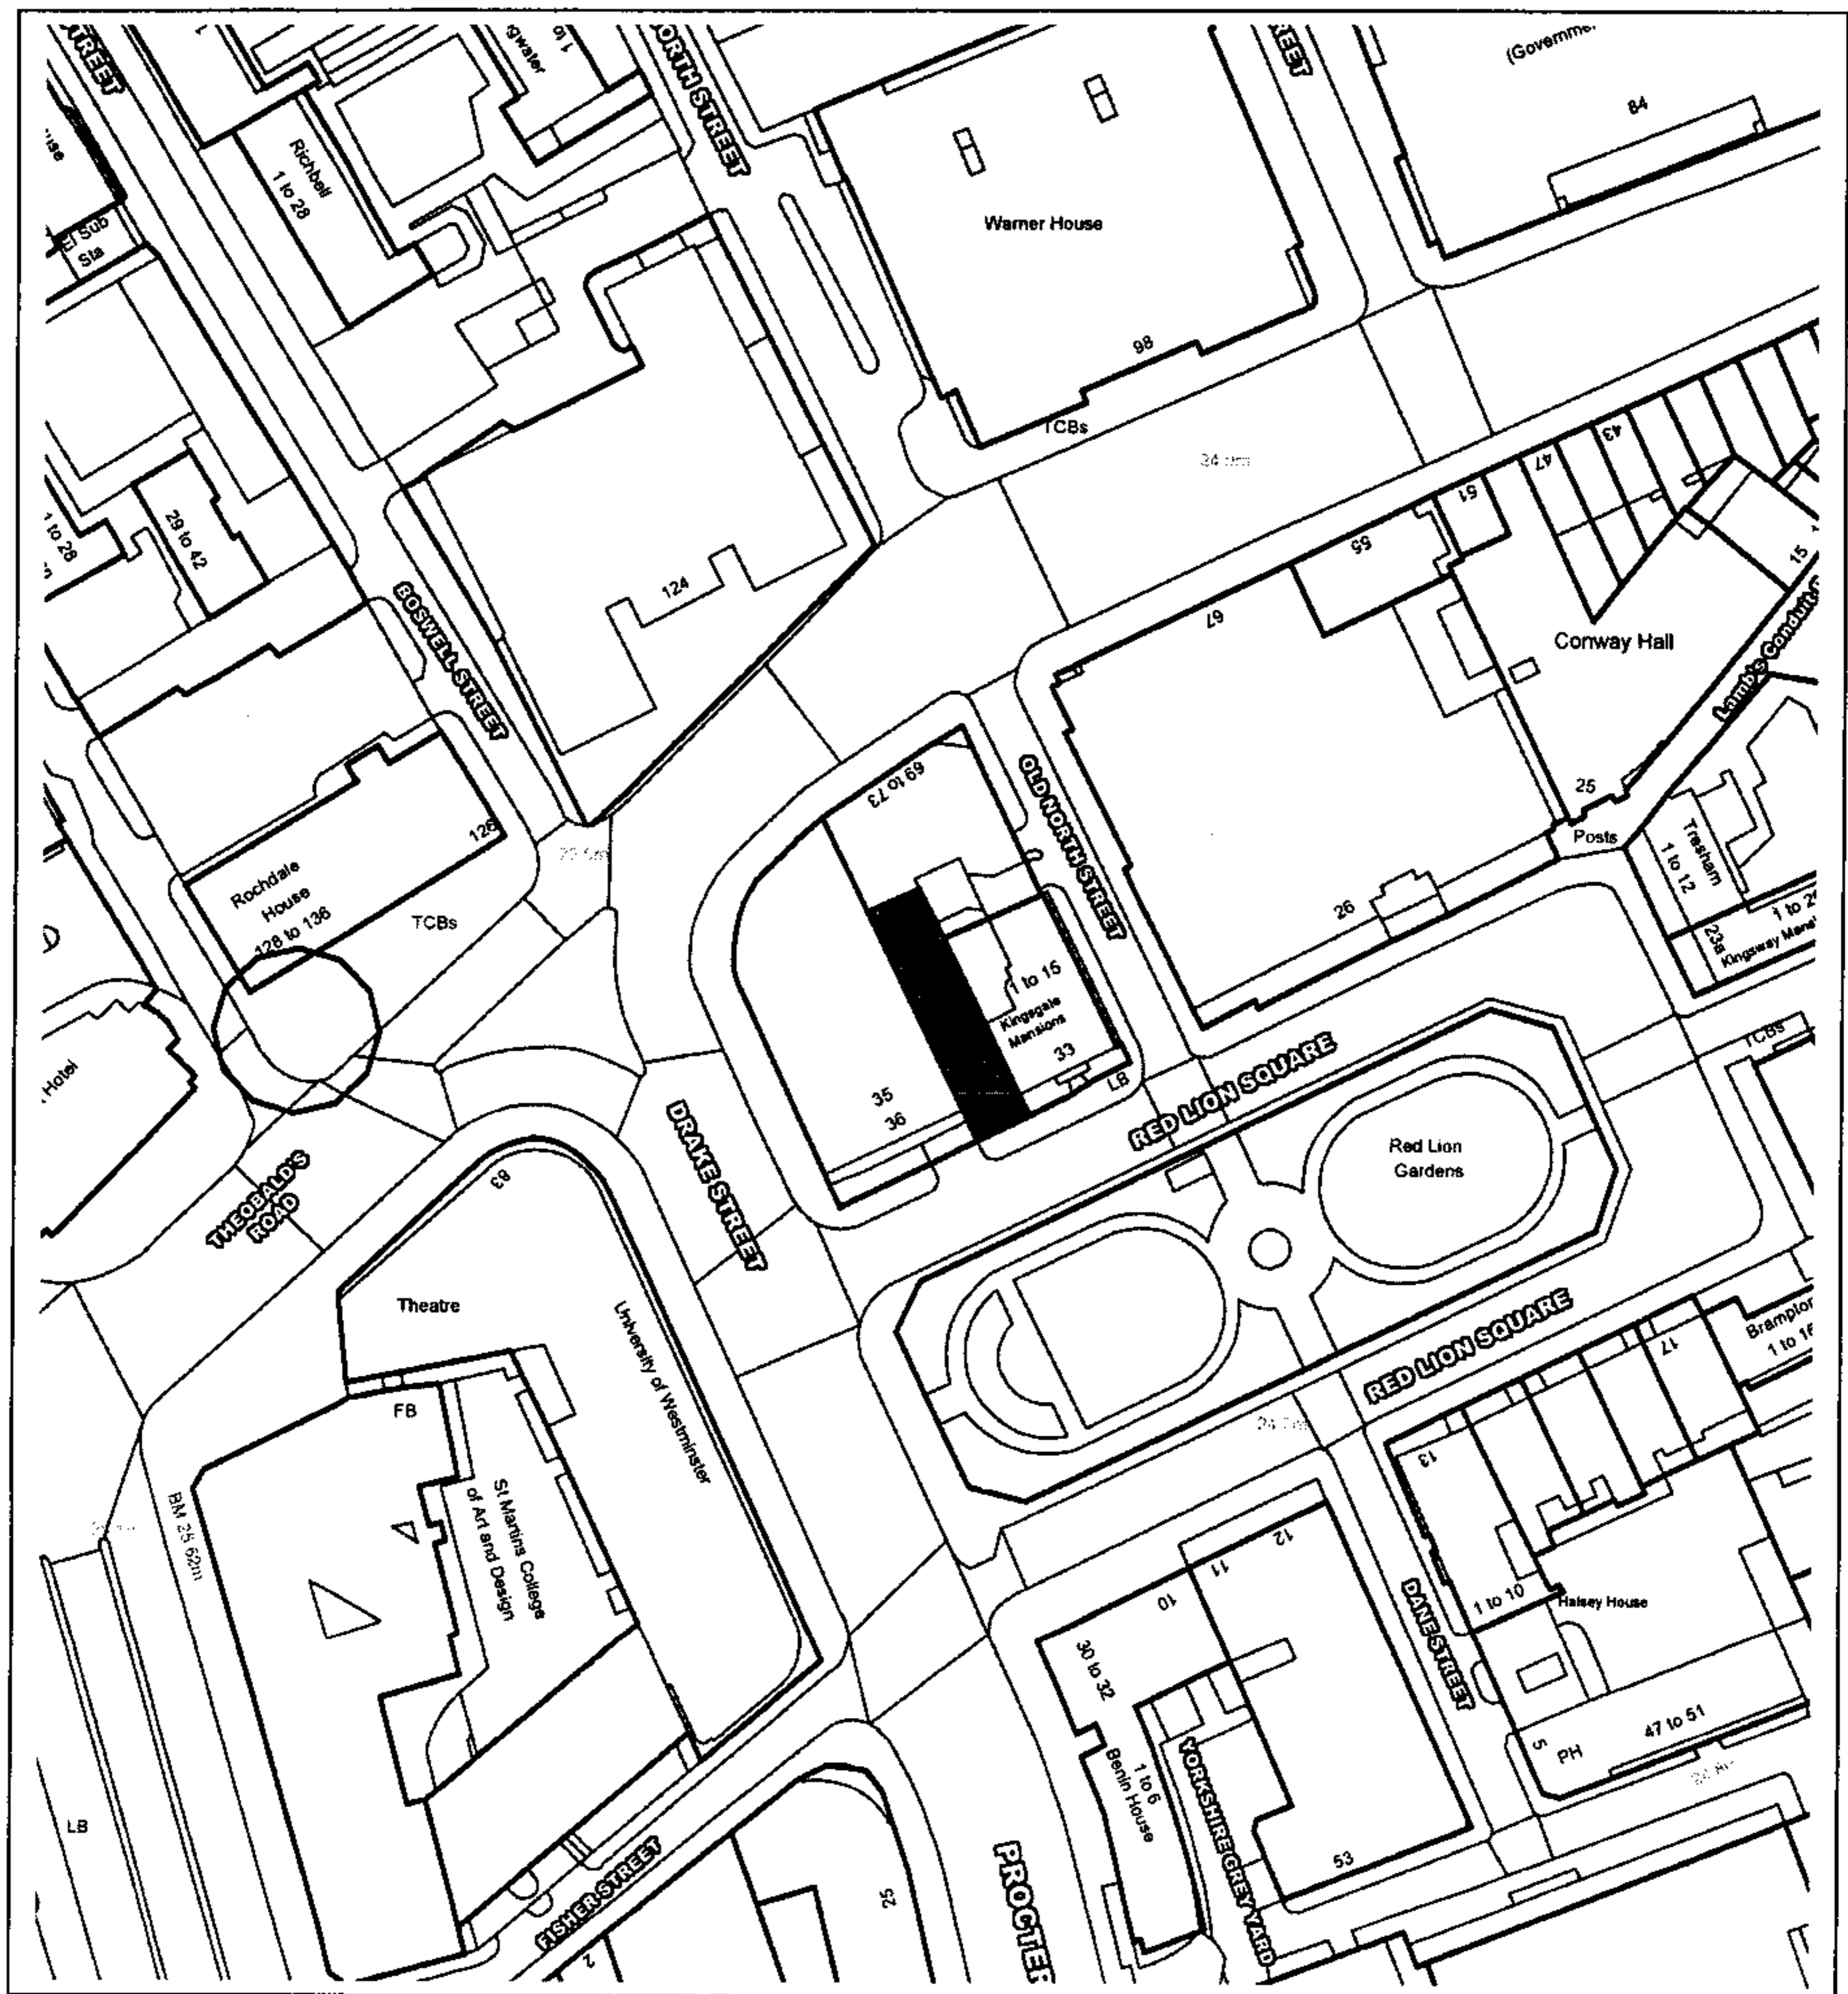 STREET
NORTH STREET
El Sub
Sta
Richbell
1 to 28
Warner House
98
TCBs
84
1 to 28
29 to 42
BOSWELL STREET
124
43
47
51
55
67
15
Conway Hall
Lamb's Conduit
25
Posts
Tresham
1 to 12
23a
Kingsway
69 to 73
OLD NORTH STREET
126
Rochdale
House
128 to 136
TCBs
26
1 to 15
Kingsgate
Mansions
33
LB
35
36
Hotel
THEOBALD'S
ROAD
DRAKE STREET
RED LION SQUARE
Red Lion
Gardens
TCBs
83
Theatre
University of Westminster
FB
St Martins College
of Art and Design
BM 25 62m
RED LION SQUARE
17
1 to 16
13
DANE STREET
1 to 10
Halsey House
12
11
10
30 to 32
1 to 6
Benin House
YORKSHIRE GREY YARD
53
5
PH
47 to 51
LB
FISHER STREET
2
25
PROCTER